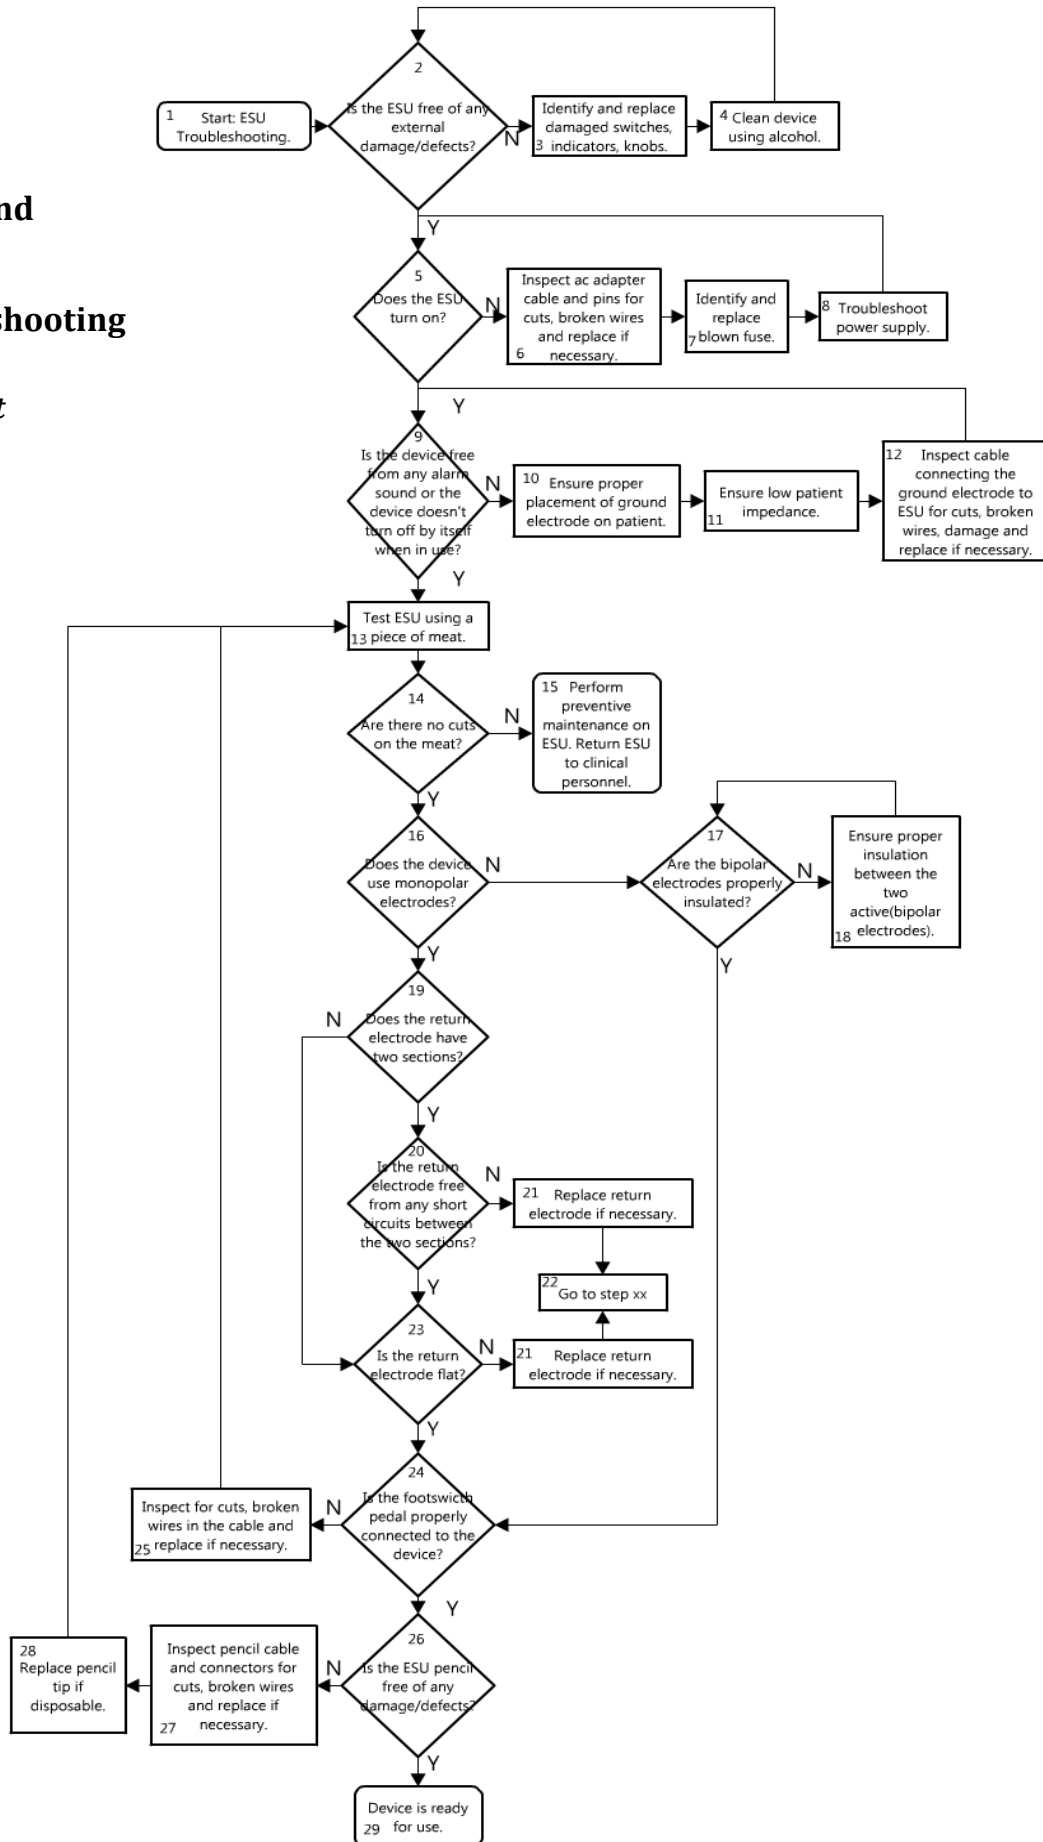 nd
shooting
t
1 Start: ESU
Troubleshooting.
2
Is the ESU free of any
external
damage/defects?
N
Identify and replace
damaged switches,
3 indicators, knobs.
4 Clean device
using alcohol.
Y
5
Does the ESU
turn on?
N
Inspect ac adapter
cable and pins for
cuts, broken wires
and replace if
6 necessary.
Identify and
replace
7 blown fuse.
8 Troubleshoot
power supply.
Y
9
Is the device free
from any alarm
sound or the
device doesn't
turn off by itself
when in use?
N
10 Ensure proper
placement of ground
electrode on patient.
Ensure low patient
11 impedance.
12 Inspect cable
connecting the
ground electrode to
ESU for cuts, broken
wires, damage and
replace if necessary.
Y
Test ESU using a
13 piece of meat.
14
Are there no cuts
on the meat?
N
15 Perform
preventive
maintenance on
ESU. Return ESU
to clinical
personnel.
Y
16
Does the device
use monopolar
electrodes?
N
17
Are the bipolar
electrodes properly
insulated?
N
Ensure proper
insulation
between the
two
active(bipolar
18 electrodes).
Y
Y
19
Does the return
electrode have
two sections?
N
Y
20
Is the return
electrode free
from any short
circuits between
the two sections?
N
21 Replace return
electrode if necessary.
22
Go to step xx
Y
23
Is the return
electrode flat?
N
21 Replace return
electrode if necessary.
Y
24
Is the footswicth
pedal properly
connected to the
device?
N
Inspect for cuts, broken
wires in the cable and
25 replace if necessary.
Y
26
Is the ESU pencil
free of any
damage/defects?
N
Inspect pencil cable
and connectors for
cuts, broken wires
and replace if
27 necessary.
28
Replace pencil
tip if
disposable.
Y
Device is ready
29 for use.